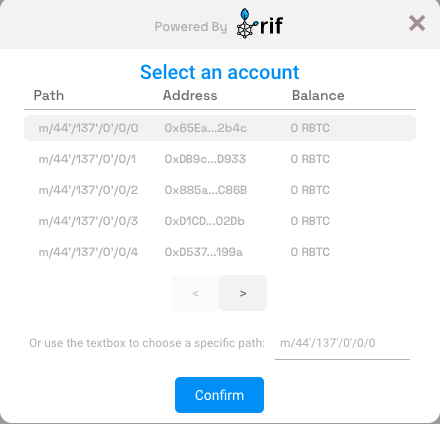 Powered By rif
Select an account
Path Address Balance
m/44'/137'/0'/0/0 0x65Ea...2b4c 0 RBTC
m/44'/137'/0'/0/1 0xDB9c...D933 0 RBTC
m/44'/137'/0'/0/2 0x885a...C86B 0 RBTC
m/44'/137'/0'/0/3 0xD1CD...02Db 0 RBTC
m/44'/137'/0'/0/4 0xD537...199a 0 RBTC
< >
Or use the textbox to choose a specific path: m/44'/137'/0'/0/0
Confirm